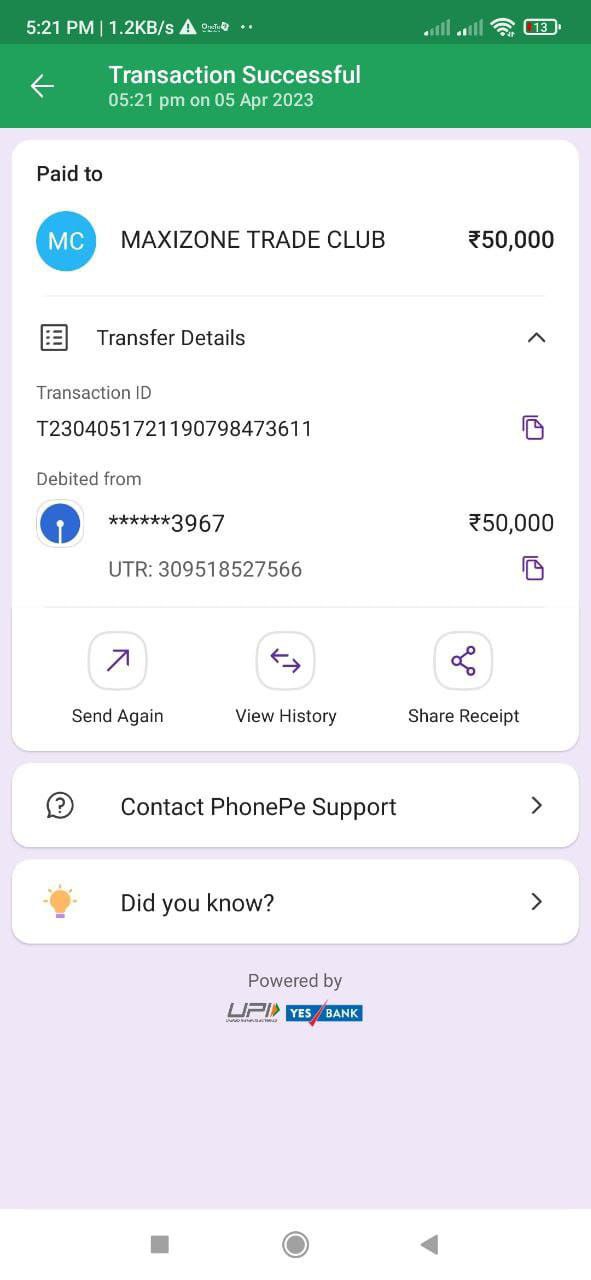 5:21 PM | 1.2KB/s
13
Transaction Successful
05:21 pm on 05 Apr 2023
Paid to
MC MAXIZONE TRADE CLUB ₹50,000
Transfer Details
Transaction ID
T2304051721190798473611
Debited from
******3967 ₹50,000
UTR: 309518527566
Send Again View History Share Receipt
Contact PhonePe Support
Did you know?
Powered by
UPI YES BANK